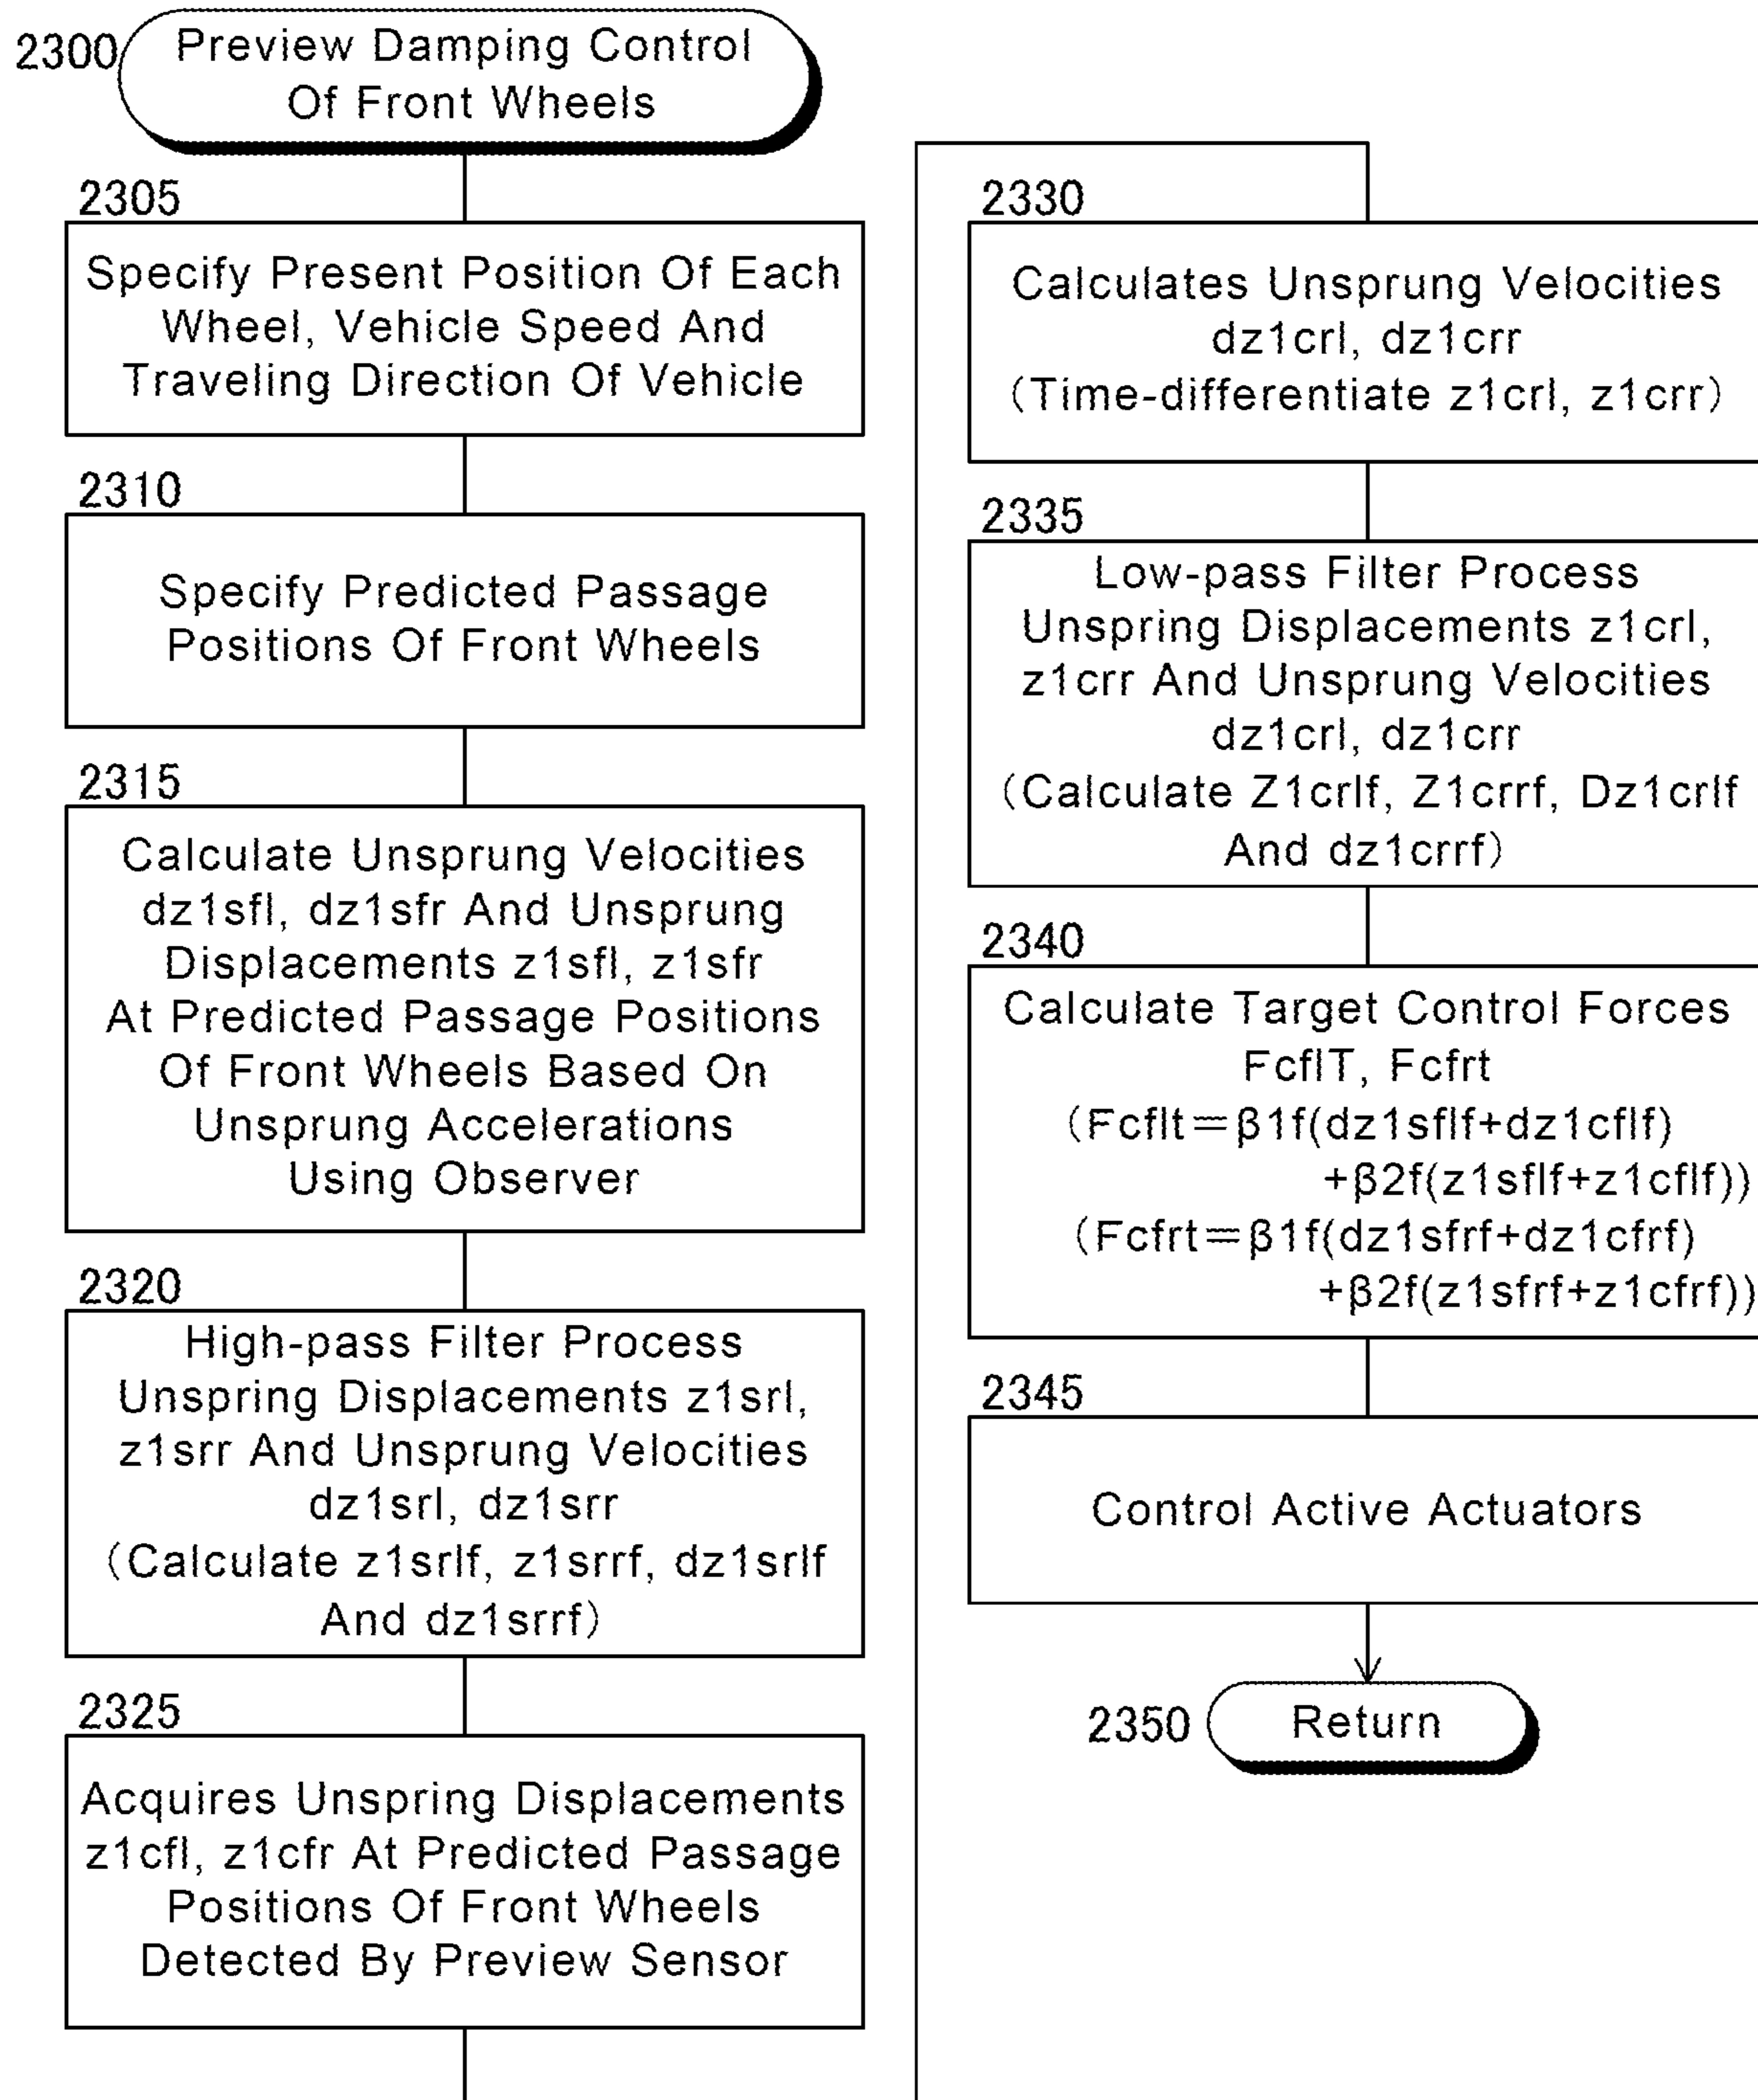 2300
Preview Damping Control
Of Front Wheels
2305
Specify Present Position Of Each
Wheel, Vehicle Speed And
Traveling Direction Of Vehicle
2310
Specify Predicted Passage
Positions Of Front Wheels
2315
Calculate Unsprung Velocities
dz1sfl, dz1sfr And Unsprung
Displacements z1sfl, z1sfr
At Predicted Passage Positions
Of Front Wheels Based On
Unsprung Accelerations
Using Observer
2320
High-pass Filter Process
Unspring Displacements z1srl,
z1srr And Unsprung Velocities
dz1srl, dz1srr
(Calculate z1srlf, z1srrf, dz1srlf
And dz1srrf)
2325
Acquires Unspring Displacements
z1cfl, z1cfr At Predicted Passage
Positions Of Front Wheels
Detected By Preview Sensor
2330
Calculates Unsprung Velocities
dz1crl, dz1crr
(Time-differentiate z1crl, z1crr)
2335
Low-pass Filter Process
Unspring Displacements z1crl,
z1crr And Unsprung Velocities
dz1crl, dz1crr
(Calculate Z1crlf, Z1crrf, Dz1crlf
And dz1crrf)
2340
Calculate Target Control Forces
FcflT, Fcfrt
(Fcflt=β1f(dz1sflf+dz1cflf)
+β2f(z1sflf+z1cflf))
(Fcfrt=β1f(dz1sfrf+dz1cfrf)
+β2f(z1sfrf+z1cfrf))
2345
Control Active Actuators
2350
Return